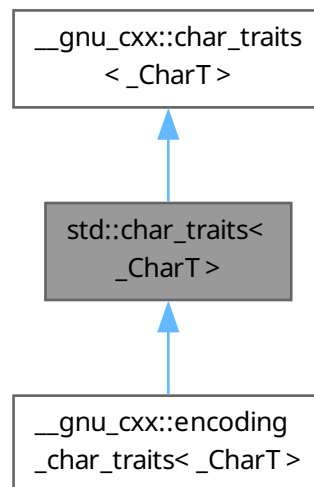 __gnu_cxx::char_traits
< _CharT >
std::char_traits<
_CharT >
__gnu_cxx::encoding
_char_traits< _CharT >